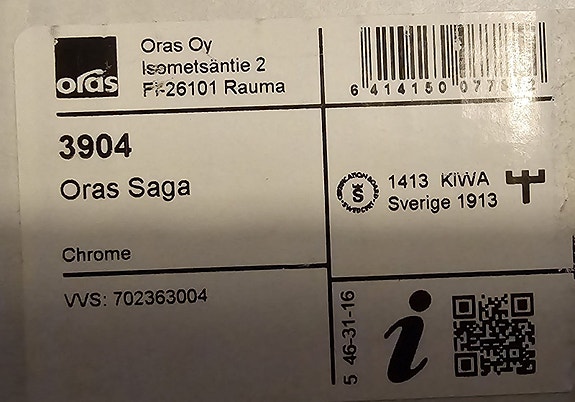 oras
Oras Oy
Isometsäntie 2
FI-26101 Rauma
3904
Oras Saga
Chrome
VVS: 702363004
1413 KIWA
Sverige 1913
5 46-31-16
i